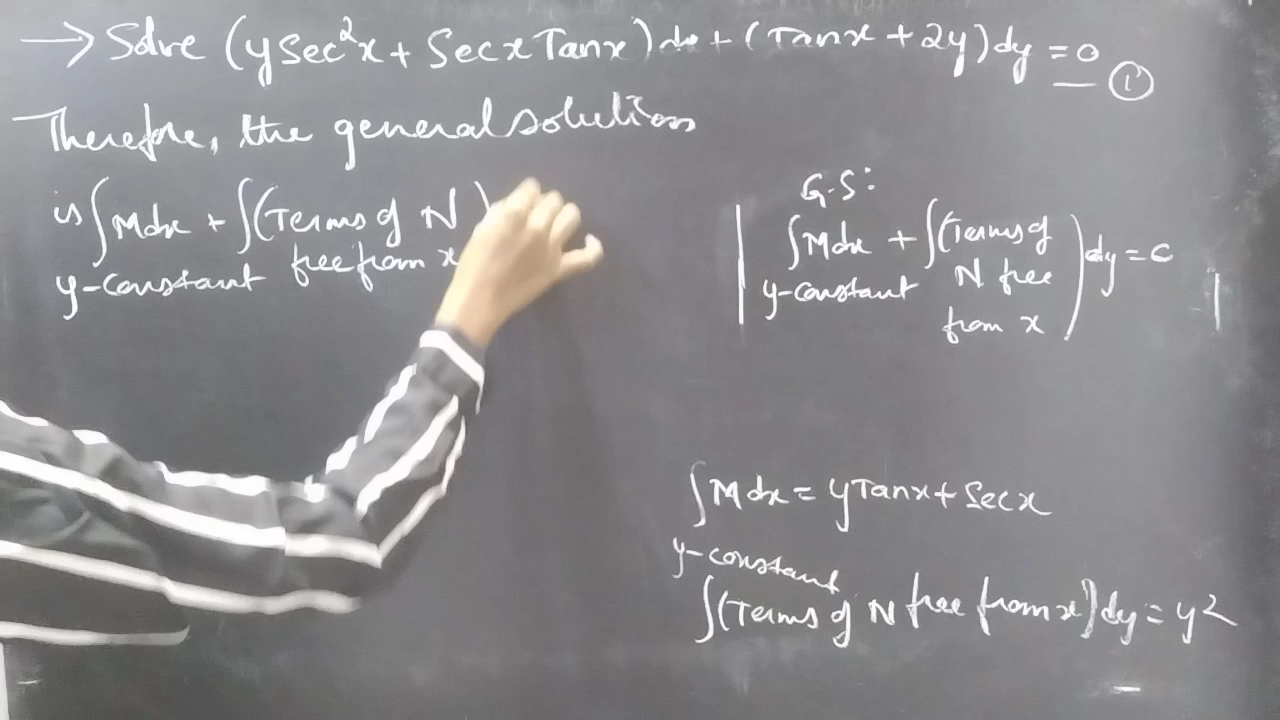 → Solve (y Sec²x + Secx Tanx)dx + (Tanx + 2y)dy = 0 — ①
Therefore, the general solution
is ∫Mdx + ∫(Terms of N
y-constant free from x
G.S:
∫Mdx + ∫(Terms of
y-constant N free
from x) dy = c
∫Mdx = yTanx + Secx
y-constant
∫(Terms of N free from x)dy = y²